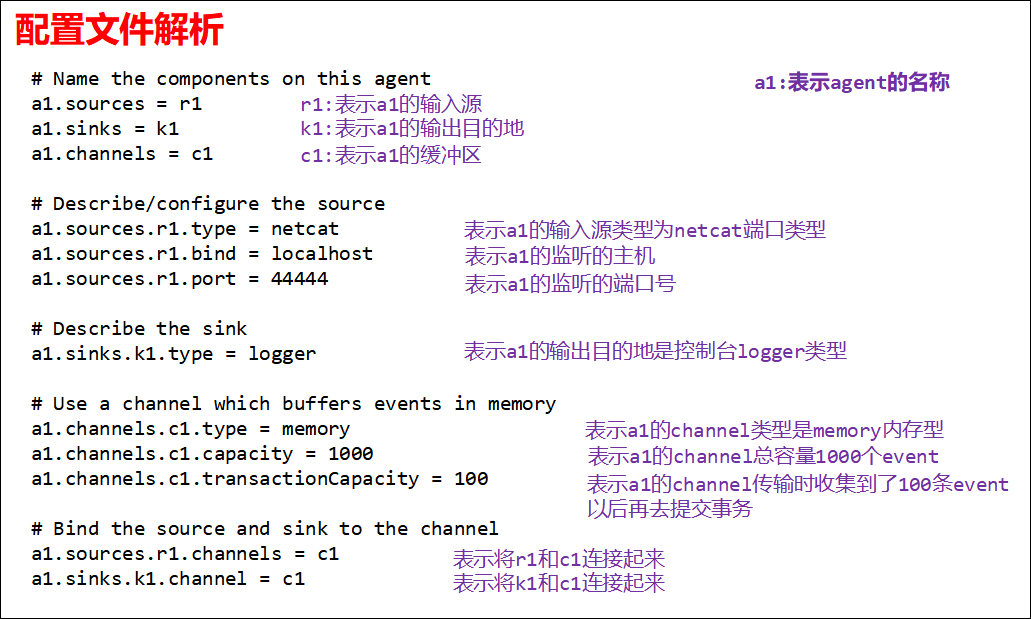 配置文件解析
# Name the components on this agent
a1:表示agent的名称
a1.sources = r1 r1:表示a1的输入源
a1.sinks = k1 k1:表示a1的输出目的地
a1.channels = c1 c1:表示a1的缓冲区
# Describe/configure the source
a1.sources.r1.type = netcat 表示a1的输入源类型为netcat端口类型
a1.sources.r1.bind = localhost 表示a1的监听的主机
a1.sources.r1.port = 44444 表示a1的监听的端口号
# Describe the sink
a1.sinks.k1.type = logger 表示a1的输出目的地是控制台logger类型
# Use a channel which buffers events in memory
a1.channels.c1.type = memory 表示a1的channel类型是memory内存型
a1.channels.c1.capacity = 1000 表示a1的channel总容量1000个event
a1.channels.c1.transactionCapacity = 100 表示a1的channel传输时收集到了100条event
以后再去提交事务
# Bind the source and sink to the channel
a1.sources.r1.channels = c1 表示将r1和c1连接起来
a1.sinks.k1.channel = c1 表示将k1和c1连接起来